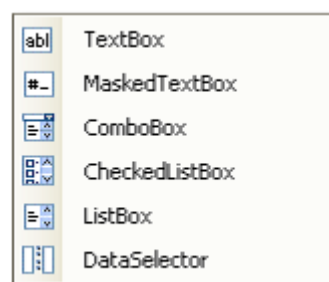 abl TextBox
#_ MaskedTextBox
ComboBox
CheckedListBox
ListBox
DataSelector